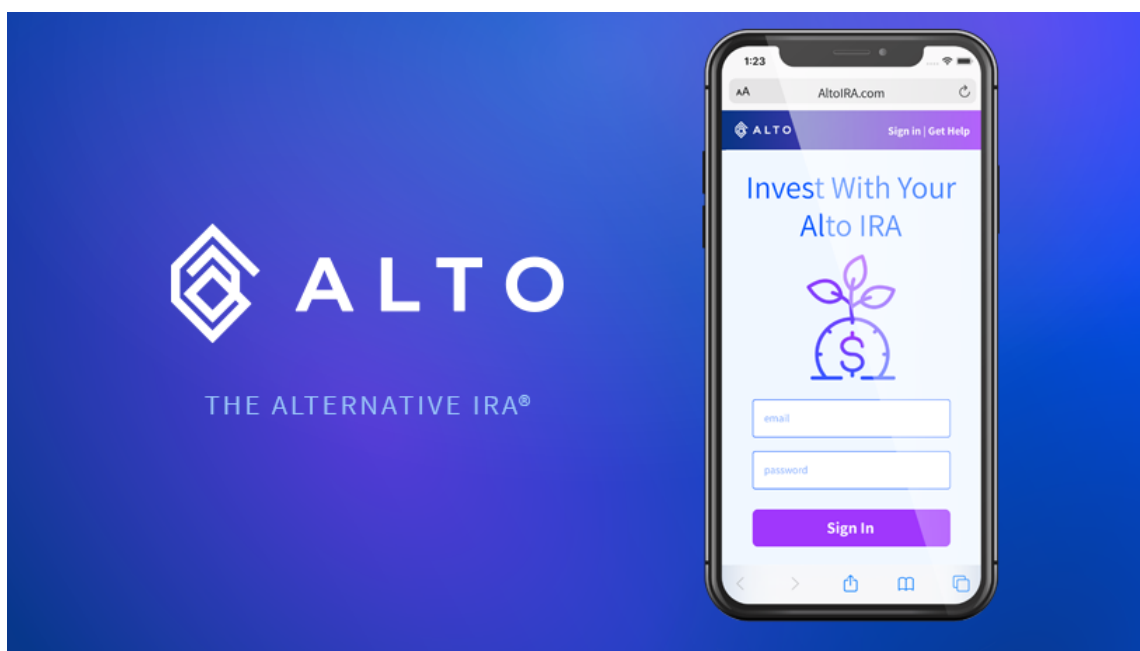 ALTO
THE ALTERNATIVE IRA®
1:23
AA
AltoIRA.com
ALTO
Sign in | Get Help
Invest With Your
Alto IRA
$
email
password
Sign In